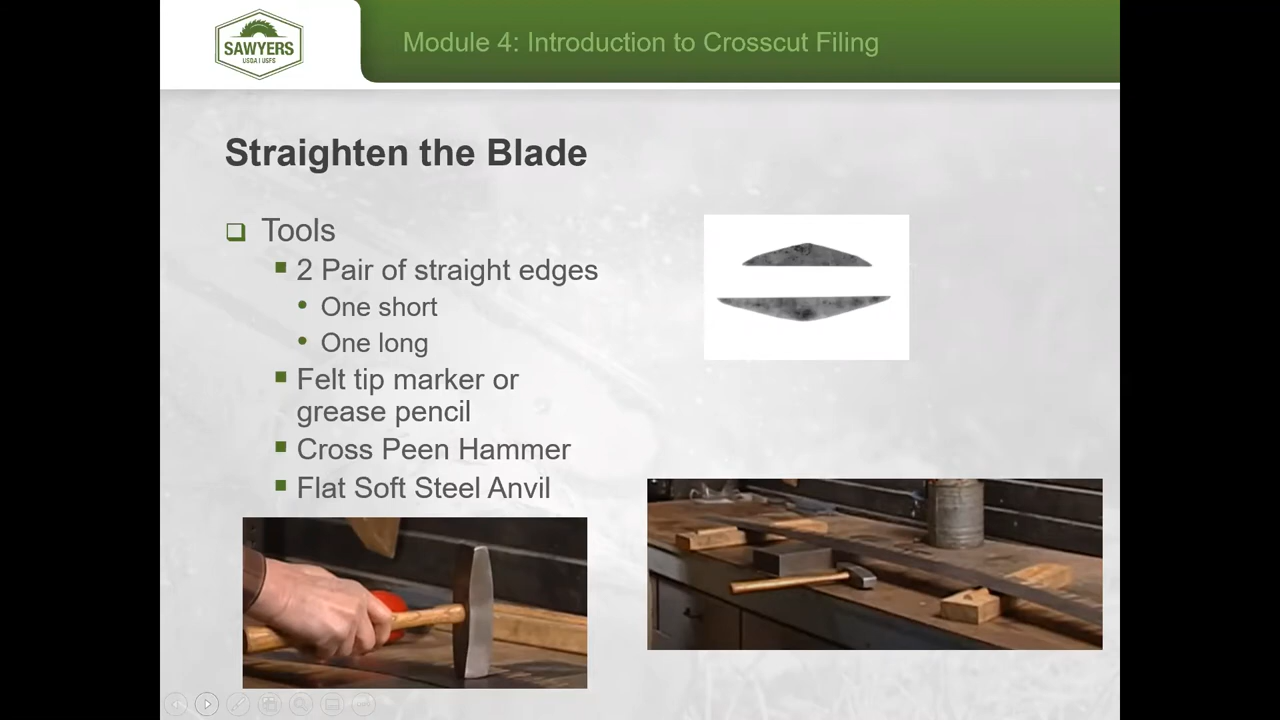 SAWYERS
USDA | USFS
Module 4: Introduction to Crosscut Filing
Straighten the Blade
Tools
2 Pair of straight edges
One short
One long
Felt tip marker or
grease pencil
Cross Peen Hammer
Flat Soft Steel Anvil